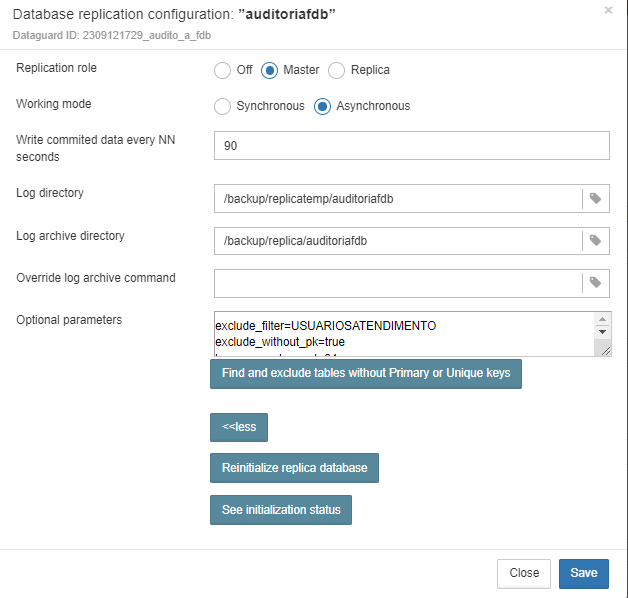 Database replication configuration: "auditoriafdb"
×
Dataguard ID: 2309121729_audito_a_fdb
Replication role
Off Master Replica
Working mode
Synchronous Asynchronous
Write commited data every NN
seconds
90
Log directory
/backup/replicatemp/auditoriafdb
Log archive directory
/backup/replica/auditoriafdb
Override log archive command
Optional parameters
exclude_filter=USUARIOSATENDIMENTO
exclude_without_pk=true
Find and exclude tables without Primary or Unique keys
<<less
Reinitialize replica database
See initialization status
Close Save